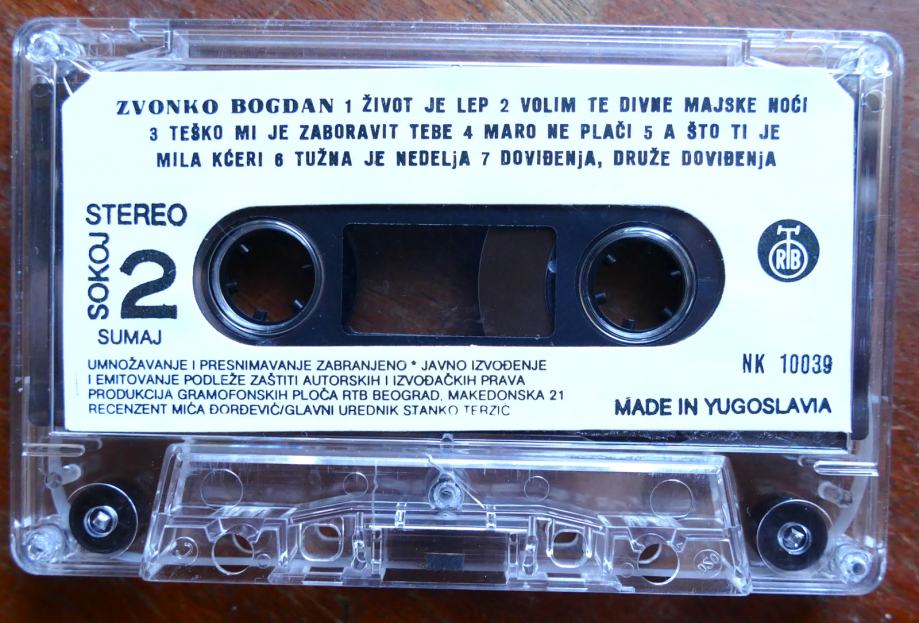 ZVONKO BOGDAN 1 ŽIVOT JE LEP 2 VOLIM TE DIVNE MAJSKE NOĆI
3 TEŠKO MI JE ZABORAVIT TEBE 4 MARO NE PLAČI 5 A ŠTO TI JE
MILA KĆERI 6 TUŽNA JE NEDELjA 7 DOVIĐENjA, DRUŽE DOVIĐENjA
STEREO
SOKOJ
2
SUMAJ
RTB
UMNOŽAVANJE I PRESNIMAVANJE ZABRANJENO * JAVNO IZVOĐENJE
I EMITOVANJE PODLEŽE ZAŠTITI AUTORSKIH I IZVOĐAČKIH PRAVA
PRODUKCIJA GRAMOFONSKIH PLOČA RTB BEOGRAD, MAKEDONSKA 21
RECENZENT MIĆA ĐORĐEVIĆ/GLAVNI UREDNIK STANKO TERZIĆ
NK 10039
MADE IN YUGOSLAVIA